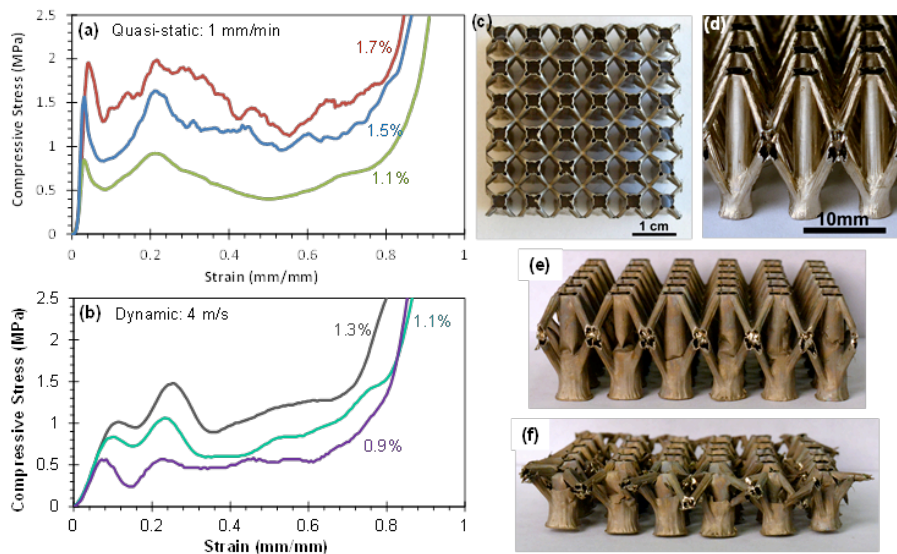 (a) Quasi-static: 1 mm/min
Compressive Stress (MPa)
2.5
2
1.5
1
0.5
0
1.7%
1.5%
1.1%
0 0.2 0.4 0.6 0.8 1
Strain (mm/mm)
(b) Dynamic: 4 m/s
Compressive Stress (MPa)
2.5
2
1.5
1
0.5
0
1.3%
1.1%
0.9%
0 0.2 0.4 0.6 0.8 1
Strain (mm/mm)
(c)
1 cm
(d)
10mm
(e)
(f)